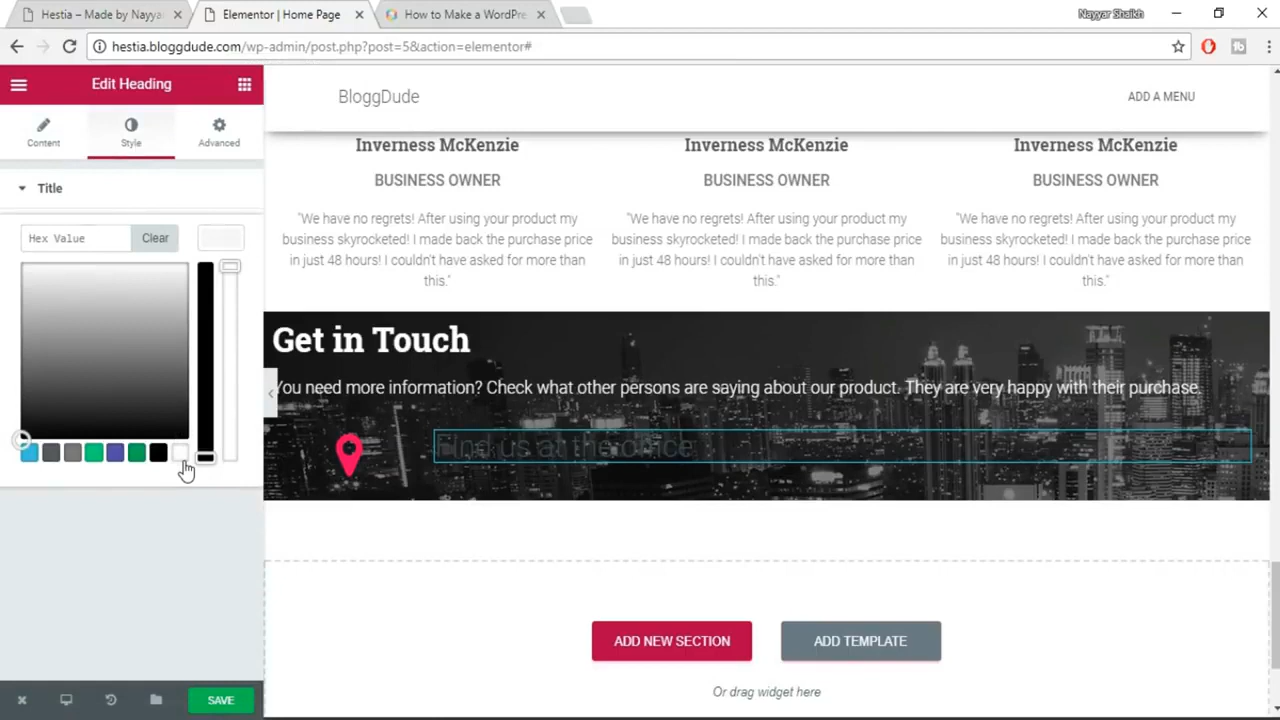 Hestia – Made by Nayya
Elementor | Home Page
How to Make a WordPre
Nayyar Shaikh
hestia.bloggdude.com/wp-admin/post.php?post=5&action=elementor#
Edit Heading
Content
Style
Advanced
Title
Hex Value
Clear
SAVE
BloggDude
ADD A MENU
Inverness McKenzie
Inverness McKenzie
Inverness McKenzie
BUSINESS OWNER
BUSINESS OWNER
BUSINESS OWNER
"We have no regrets! After using your product my
business skyrocketed! I made back the purchase price
in just 48 hours! I couldn't have asked for more than
this."
"We have no regrets! After using your product my
business skyrocketed! I made back the purchase price
in just 48 hours! I couldn't have asked for more than
this."
"We have no regrets! After using your product my
business skyrocketed! I made back the purchase price
in just 48 hours! I couldn't have asked for more than
this."
Get in Touch
You need more information? Check what other persons are saying about our product. They are very happy with their purchase.
Find us at the office
ADD NEW SECTION
ADD TEMPLATE
Or drag widget here